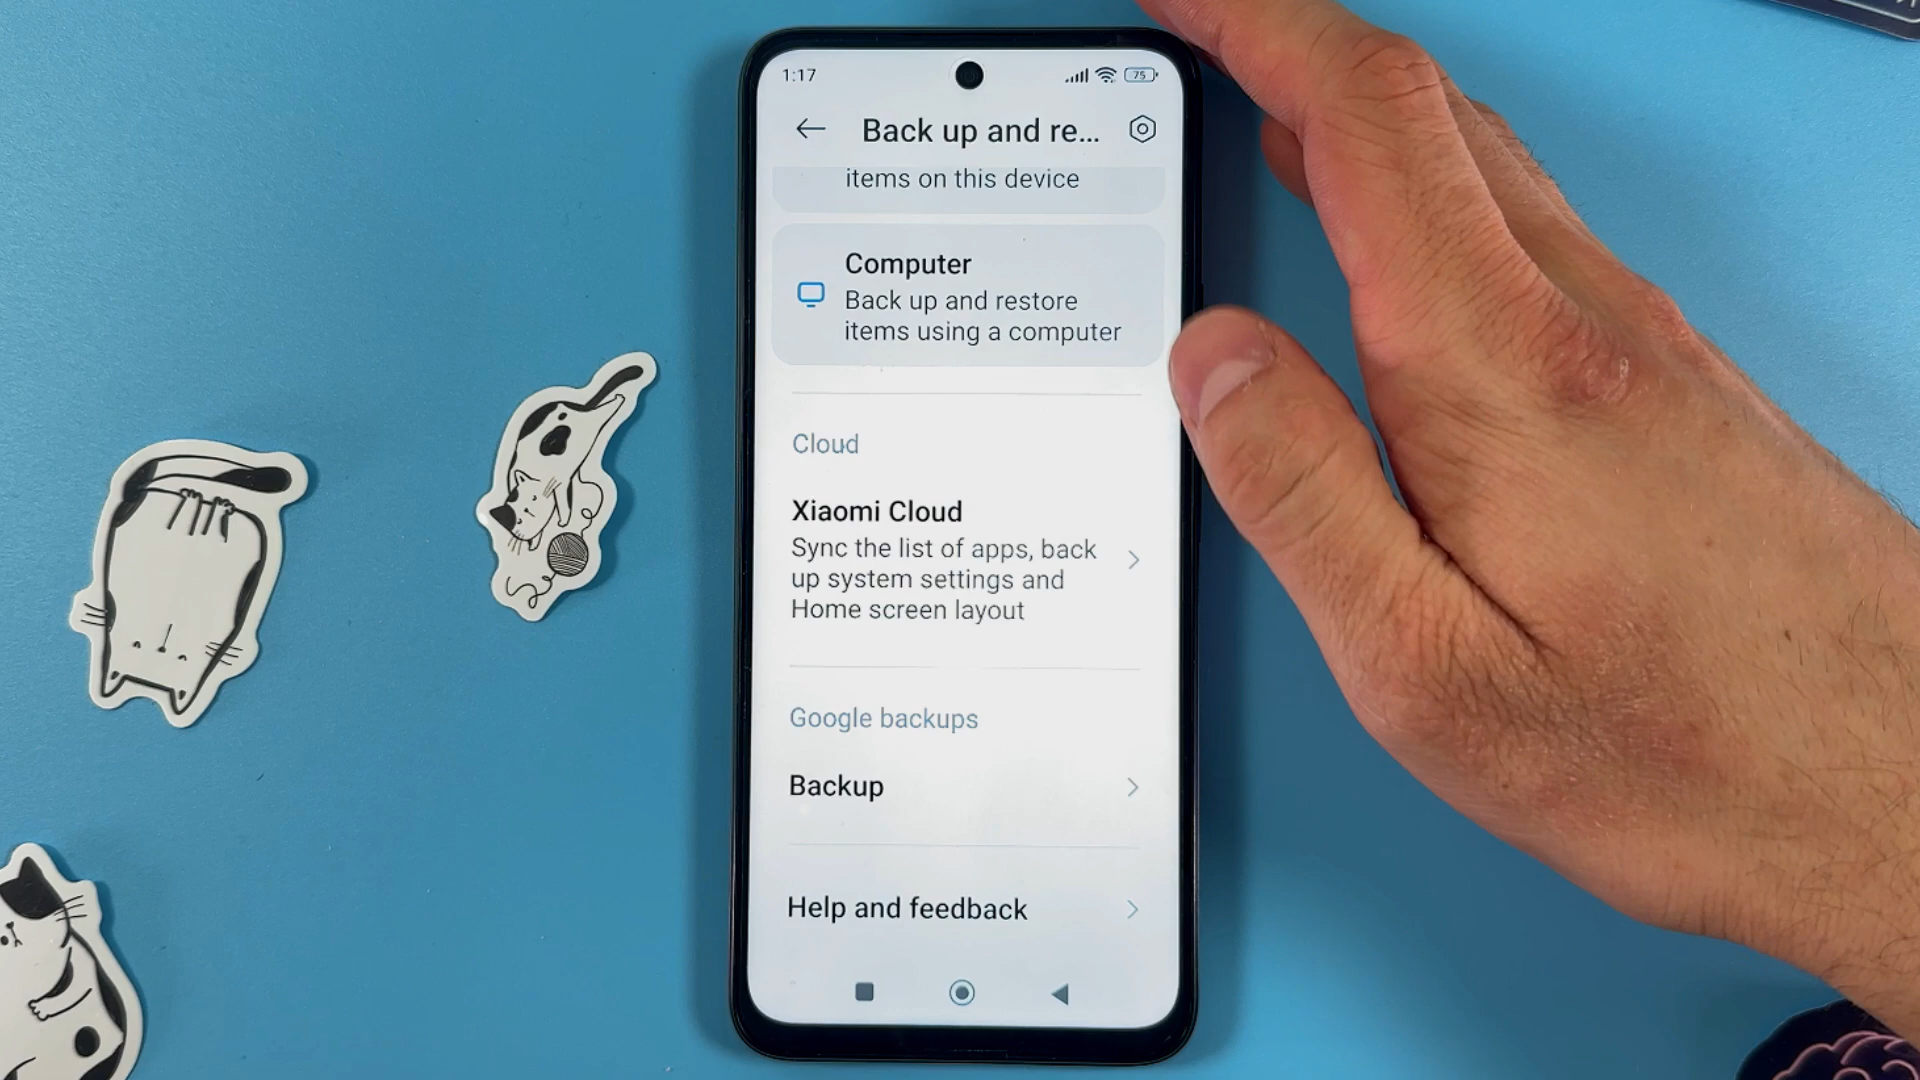 1:17
75
Back up and re...
items on this device
Computer
Back up and restore
items using a computer
Cloud
Xiaomi Cloud
Sync the list of apps, back
up system settings and
Home screen layout
Google backups
Backup
Help and feedback